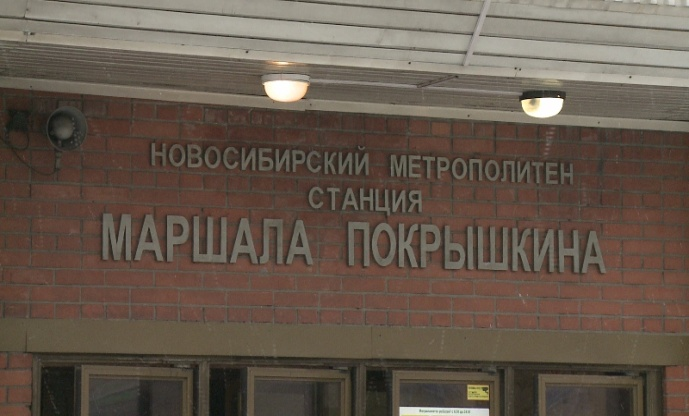 НОВОСИБИРСКИЙ МЕТРОПОЛИТЕН
СТАНЦИЯ
МАРШАЛА ПОКРЫШКИНА